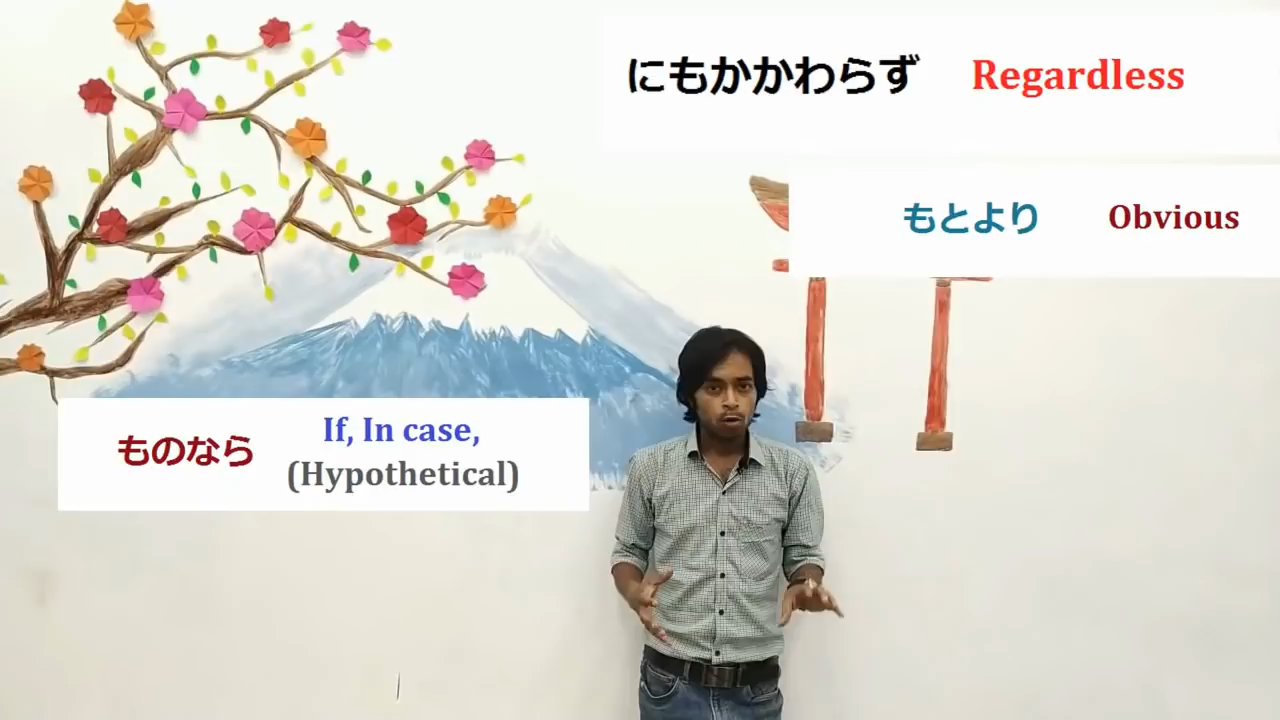 にもかかわらず Regardless
もとより Obvious
ものなら If, In case,
(Hypothetical)